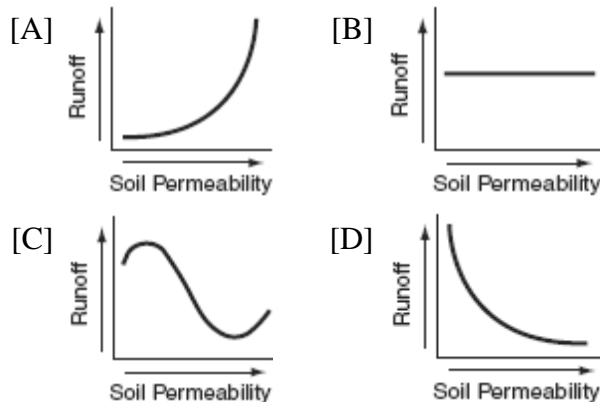 [A]
Runoff
Soil Permeability
[B]
Runoff
Soil Permeability
[C]
Runoff
Soil Permeability
[D]
Runoff
Soil Permeability